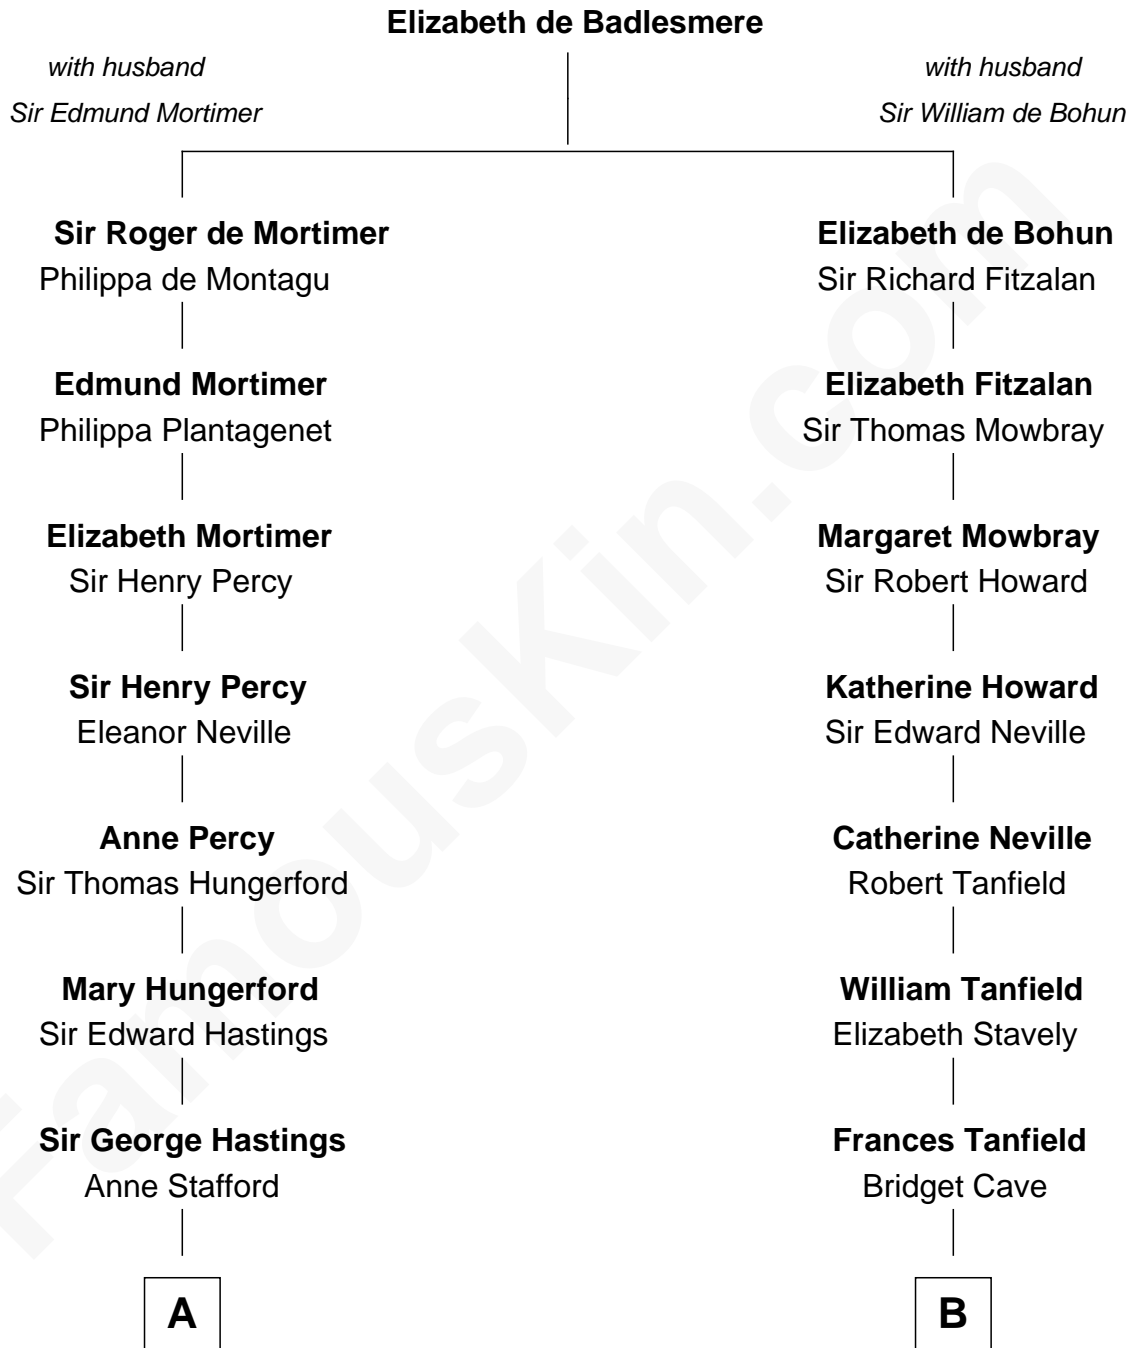 Elizabeth de Badlesmere
with husband
Sir Edmund Mortimer
with husband
Sir William de Bohun
Sir Roger de Mortimer
Philippa de Montagu
Elizabeth de Bohun
Sir Richard Fitzalan
Edmund Mortimer
Philippa Plantagenet
Elizabeth Fitzalan
Sir Thomas Mowbray
Elizabeth Mortimer
Sir Henry Percy
Margaret Mowbray
Sir Robert Howard
Sir Henry Percy
Eleanor Neville
Katherine Howard
Sir Edward Neville
Anne Percy
Sir Thomas Hungerford
Catherine Neville
Robert Tanfield
Mary Hungerford
Sir Edward Hastings
William Tanfield
Elizabeth Stavely
Sir George Hastings
Anne Stafford
Frances Tanfield
Bridget Cave
A
B
FamousKin.com